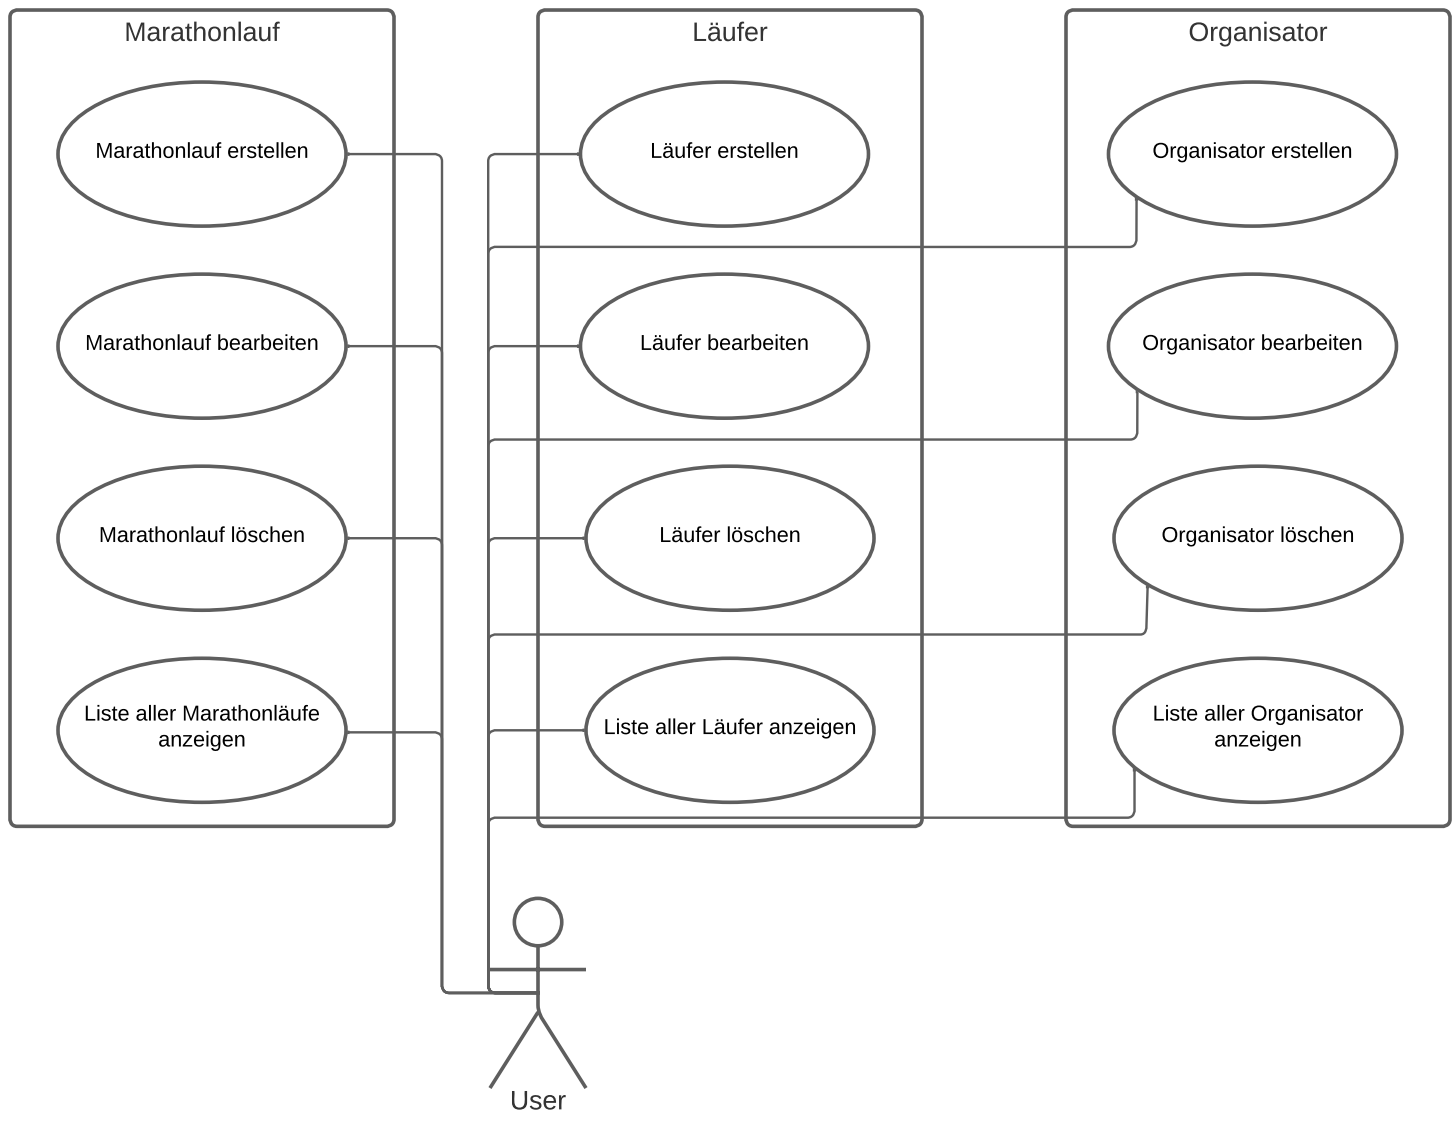 Marathonlauf
Marathonlauf erstellen
Marathonlauf bearbeiten
Marathonlauf löschen
Liste aller Marathonläufe
anzeigen
Läufer
Läufer erstellen
Läufer bearbeiten
Läufer löschen
Liste aller Läufer anzeigen
Organisator
Organisator erstellen
Organisator bearbeiten
Organisator löschen
Liste aller Organisator
anzeigen
User